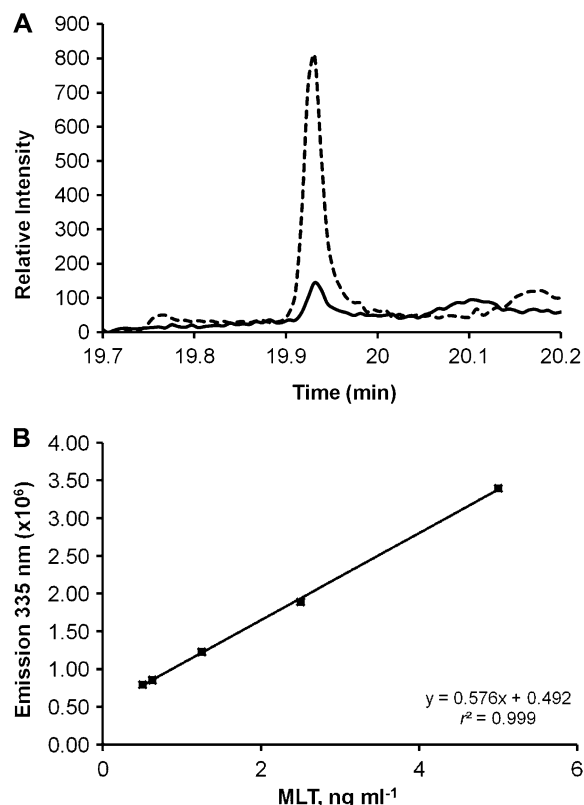 A
900
800
700
600
500
400
300
200
100
0
Relative Intensity
19.7 19.8 19.9 20 20.1 20.2
Time (min)
B
4.00
3.50
3.00
2.50
2.00
1.50
1.00
0.50
0.00
Emission 335 nm (x10⁶)
y = 0.576x + 0.492
r² = 0.999
0 2 4 6
MLT, ng ml⁻¹